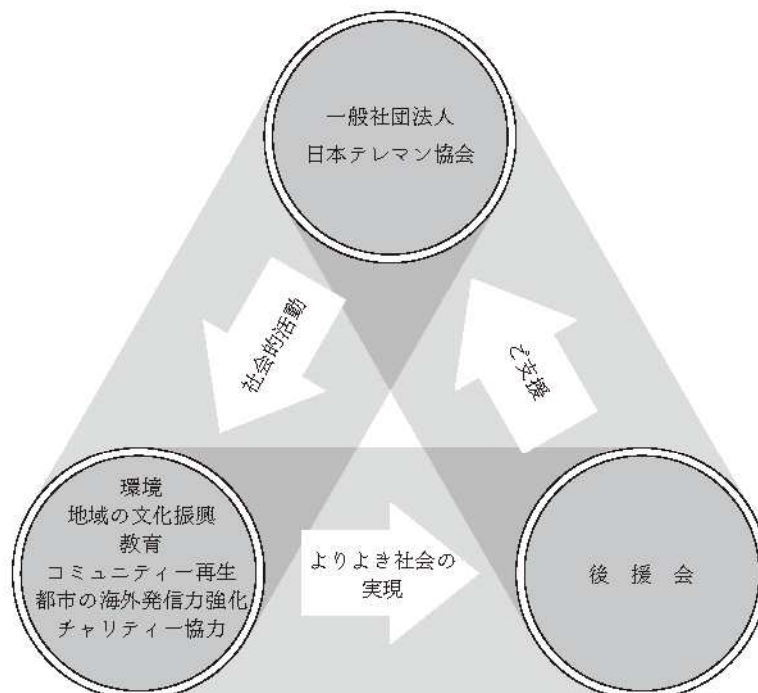 一般社団法人
日本テレマン協会
社会的活動
ご支援
環境
地域の文化振興
教育
コミュニティー再生
都市の海外発信力強化
チャリティー協力
よりよき社会の
実現
後　援　会